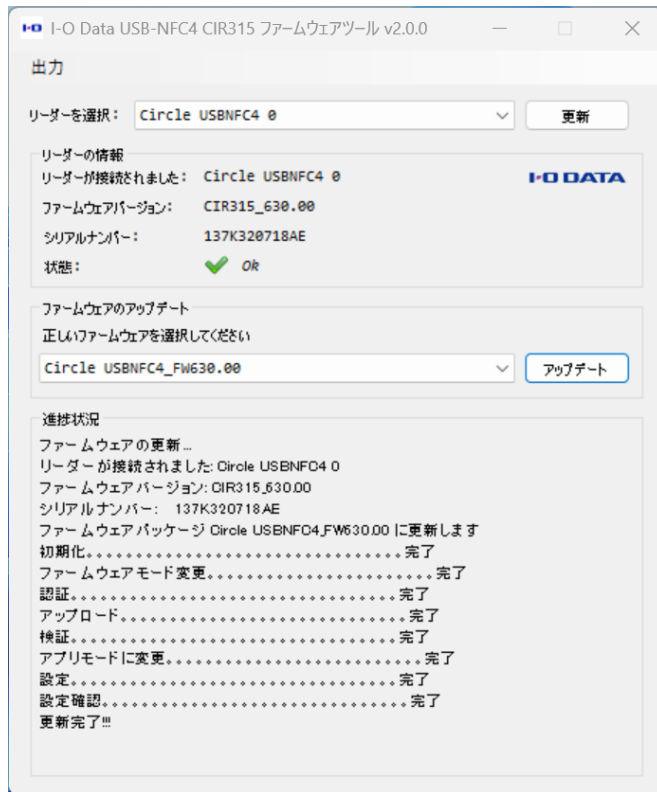 I-O Data USB-NFC4 CIR315 ファームウェアツール v2.0.0
出力
リーダーを選択： Circle USBNFC4 0 更新
リーダーの情報
リーダーが接続されました： Circle USBNFC4 0 I-O DATA
ファームウェアバージョン： CIR315_630.00
シリアルナンバー： 137K320718AE
状態： Ok
ファームウェアのアップデート
正しいファームウェアを選択してください
Circle USBNFC4_FW630.00 アップデート
進捗状況
ファームウェアの更新...
リーダーが接続されました: Circle USBNFC4 0
ファームウェアバージョン: CIR315_630.00
シリアルナンバー: 137K320718AE
ファームウェアパッケージ Circle USBNFC4_FW630.00 に更新します
初期化。。。。。。。。。。。。。。。。。。。。。。。。。。。。。。。。完了
ファームウェアモード変更。。。。。。。。。。。。。。。。。。。。。。。完了
認証。。。。。。。。。。。。。。。。。。。。。。。。。。。。。。。。。完了
アップロード。。。。。。。。。。。。。。。。。。。。。。。。。。。。。完了
検証。。。。。。。。。。。。。。。。。。。。。。。。。。。。。。。。。完了
アプリモードに変更。。。。。。。。。。。。。。。。。。。。。。。。。。完了
設定。。。。。。。。。。。。。。。。。。。。。。。。。。。。。。。。。完了
設定確認。。。。。。。。。。。。。。。。。。。。。。。。。。。。。。。完了
更新完了!!!